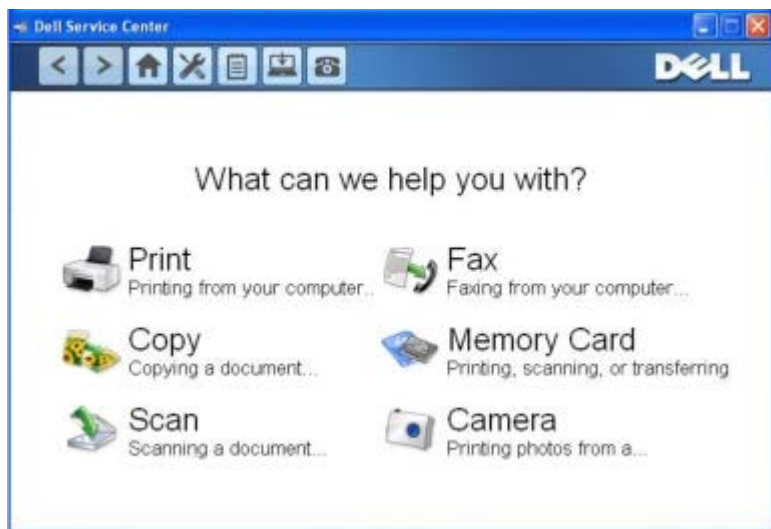 Dell Service Center
DELL
What can we help you with?
Print
Printing from your computer..
Fax
Faxing from your computer...
Copy
Copying a document...
Memory Card
Printing, scanning, or transferring
Scan
Scanning a document...
Camera
Printing photos from a...